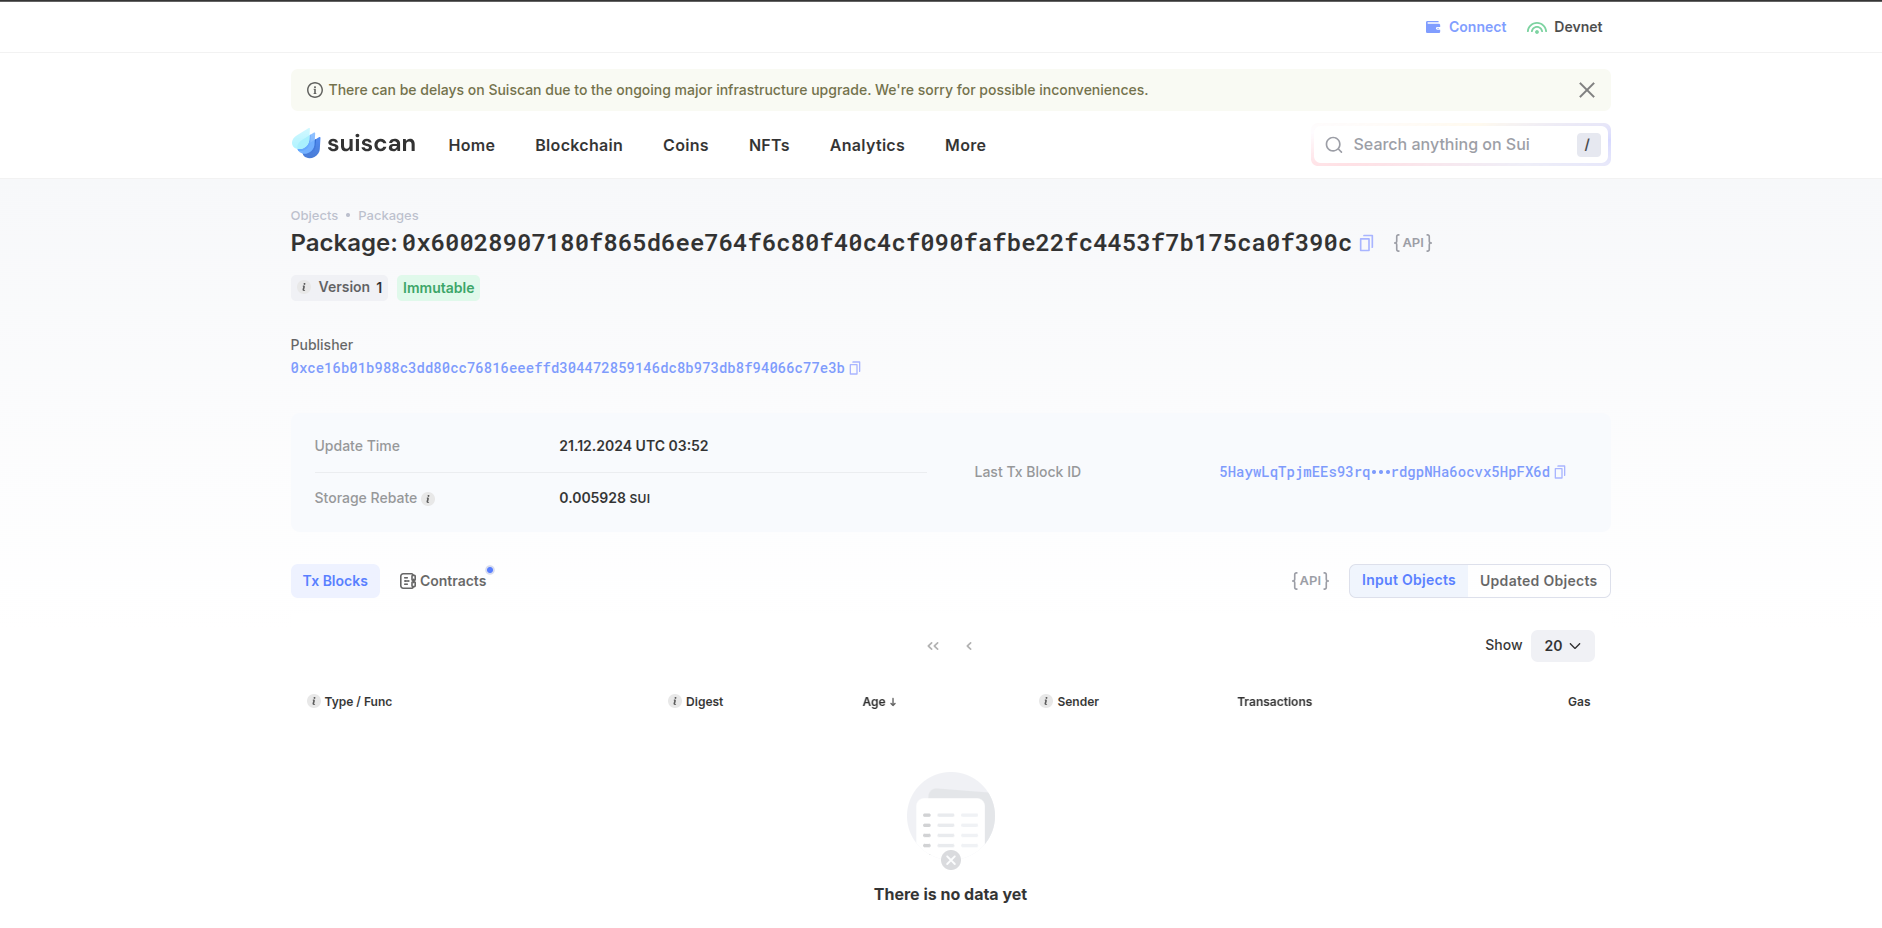 Connect Devnet
There can be delays on Suiscan due to the ongoing major infrastructure upgrade. We're sorry for possible inconveniences.
suiscan Home Blockchain Coins NFTs Analytics More Search anything on Sui /
Objects • Packages
Package: 0x60028907180f865d6ee764f6c80f40c4cf090fafbe22fc4453f7b175ca0f390c {API}
i Version 1 Immutable
Publisher
0xce16b01b988c3dd80cc76816eeeffd304472859146dc8b973db8f94066c77e3b
Update Time 21.12.2024 UTC 03:52
Last Tx Block ID 5HaywLqTpjmEEs93rq•••rdgpNHa6ocvx5HpFX6d
Storage Rebate i 0.005928 SUI
Tx Blocks Contracts {API} Input Objects Updated Objects
« ‹ Show 20
i Type / Func i Digest Age ↓ i Sender Transactions Gas
There is no data yet